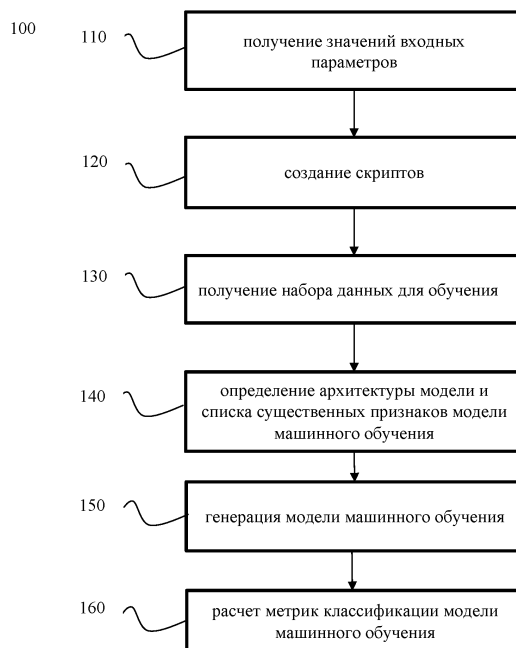 100
110
получение значений входных
параметров
120
создание скриптов
130
получение набора данных для обучения
140
определение архитектуры модели и
списка существенных признаков модели
машинного обучения
150
генерация модели машинного обучения
160
расчет метрик классификации модели
машинного обучения